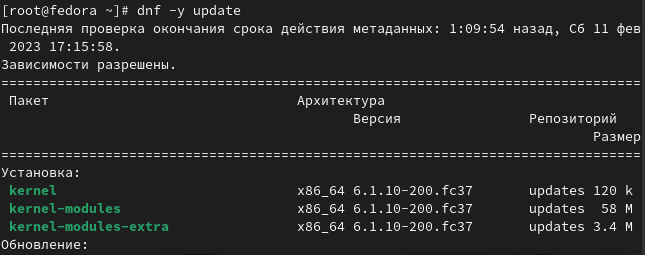 [root@fedora ~]# dnf -y update
Последняя проверка окончания срока действия метаданных: 1:09:54 назад, Сб 11 фев
 2023 17:15:58.
Зависимости разрешены.
================================================================================
 Пакет                              Архитектура
                                           Версия                Репозиторий
                                                                         Размер
================================================================================
Установка:
 kernel                             x86_64 6.1.10-200.fc37       updates 120 k
 kernel-modules                     x86_64 6.1.10-200.fc37       updates  58 M
 kernel-modules-extra               x86_64 6.1.10-200.fc37       updates 3.4 M
Обновление: